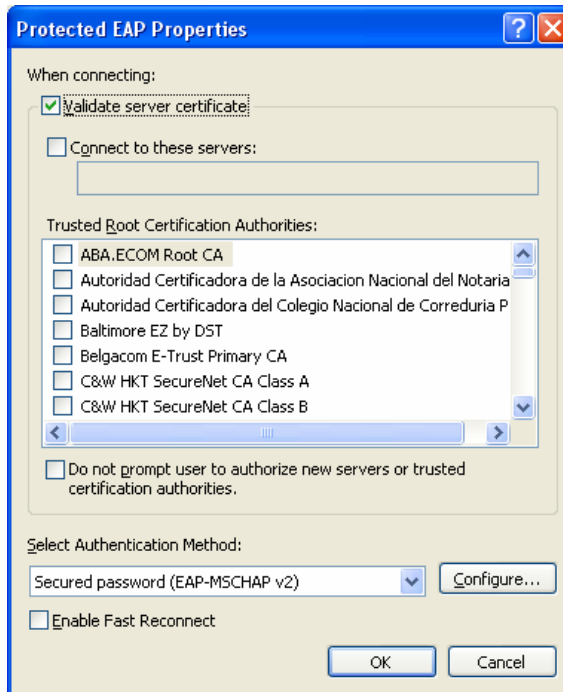 Protected EAP Properties
When connecting:
Validate server certificate
Connect to these servers:
Trusted Root Certification Authorities:
ABA.ECOM Root CA
Autoridad Certificadora de la Asociacion Nacional del Notaria
Autoridad Certificadora del Colegio Nacional de Correduria P
Baltimore EZ by DST
Belgacom E-Trust Primary CA
C&W HKT SecureNet CA Class A
C&W HKT SecureNet CA Class B
Do not prompt user to authorize new servers or trusted
certification authorities.
Select Authentication Method:
Secured password (EAP-MSCHAP v2)
Configure...
Enable Fast Reconnect
OK
Cancel